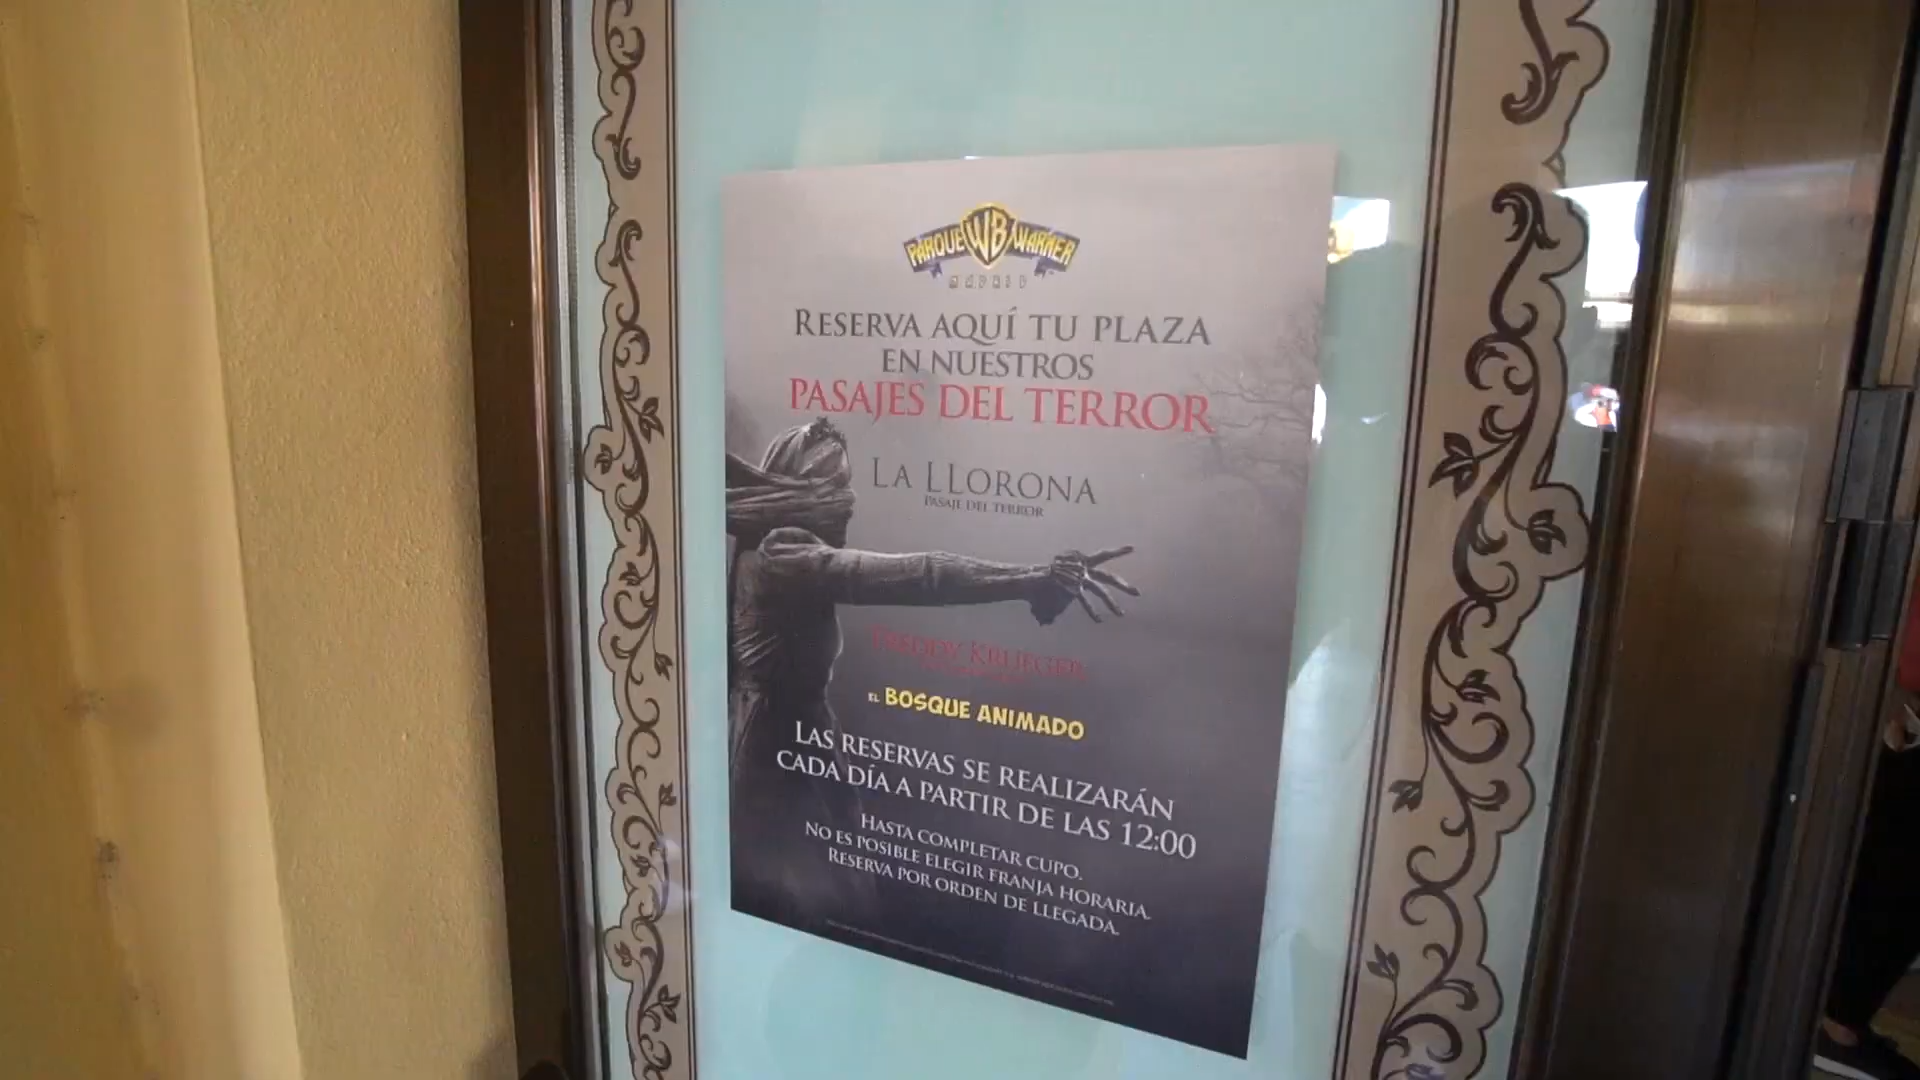 PARQUE WB WARNER
MADRID
RESERVA AQUÍ TU PLAZA
EN NUESTROS
PASAJES DEL TERROR
LA LLORONA
PASAJE DEL TERROR
FREDDY KRUEGER
EL BOSQUE ANIMADO
LAS RESERVAS SE REALIZARÁN
CADA DÍA A PARTIR DE LAS 12:00
HASTA COMPLETAR CUPO.
NO ES POSIBLE ELEGIR FRANJA HORARIA.
RESERVA POR ORDEN DE LLEGADA.